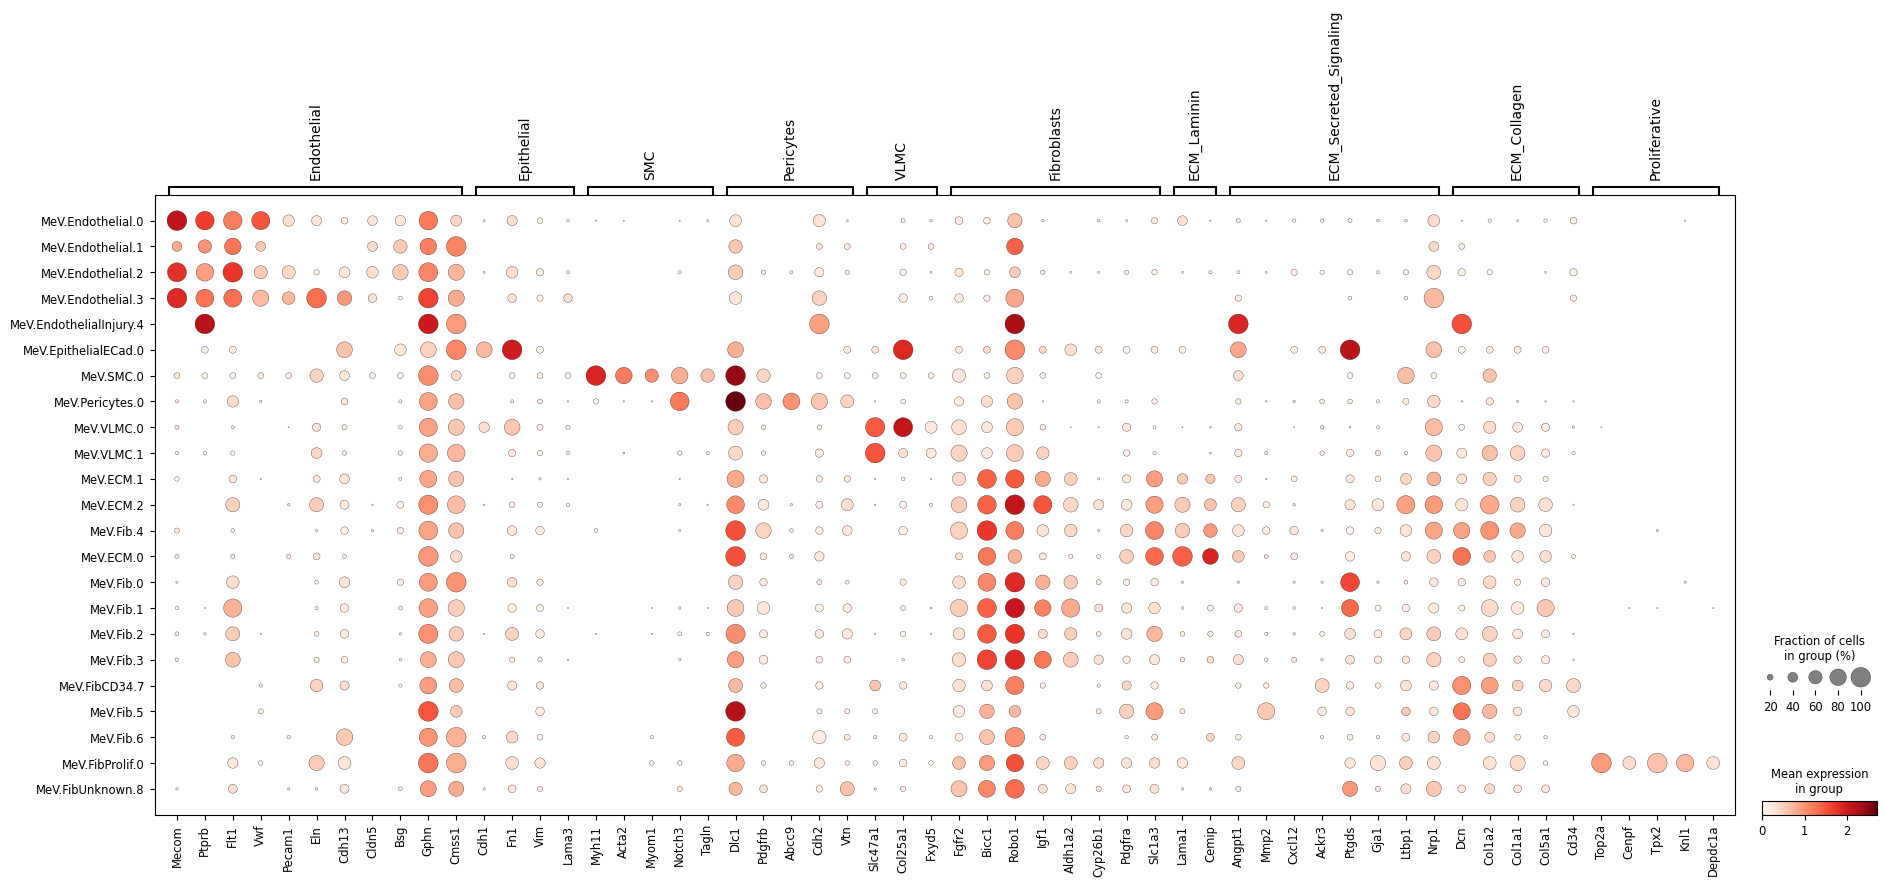 Endothelial
Epithelial
SMC
Pericytes
VLMC
Fibroblasts
ECM_Laminin
ECM_Secreted_Signaling
ECM_Collagen
Proliferative
MeV.Endothelial.0
MeV.Endothelial.1
MeV.Endothelial.2
MeV.Endothelial.3
MeV.EndothelialInjury.4
MeV.EpithelialECad.0
MeV.SMC.0
MeV.Pericytes.0
MeV.VLMC.0
MeV.VLMC.1
MeV.ECM.1
MeV.ECM.2
MeV.Fib.4
MeV.ECM.0
MeV.Fib.0
MeV.Fib.1
MeV.Fib.2
MeV.Fib.3
MeV.FibCD34.7
MeV.Fib.5
MeV.Fib.6
MeV.FibProlif.0
MeV.FibUnknown.8
Mecom
Ptprb
Flt1
Vwf
Pecam1
Eln
Cdh13
Cldn5
Bsg
Gphn
Cmss1
Cdh1
Fn1
Vim
Lama3
Myh11
Acta2
Myom1
Notch3
Tagln
Dlc1
Pdgfrb
Abcc9
Cdh2
Vtn
Slc47a1
Col25a1
Fxyd5
Fgfr2
Bicc1
Robo1
Igf1
Aldh1a2
Cyp26b1
Pdgfra
Slc1a3
Lama1
Cemip
Angpt1
Mmp2
Cxcl12
Ackr3
Ptgds
Gja1
Ltbp1
Nrp1
Dcn
Col1a2
Col1a1
Col5a1
Cd34
Top2a
Cenpf
Tpx2
Knl1
Depdc1a
Fraction of cells
in group (%)
20 40 60 80 100
Mean expression
in group
0 1 2